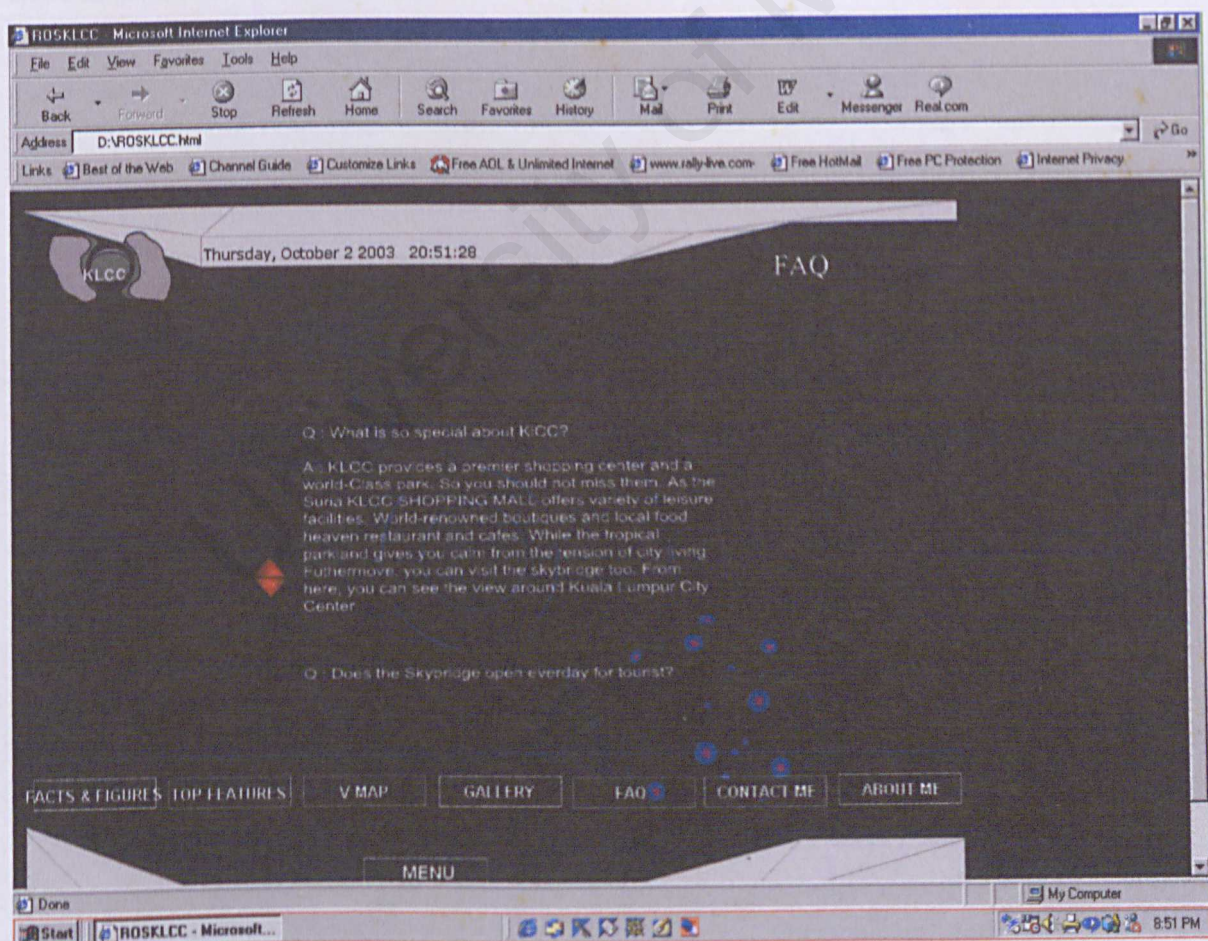 ROSKLCC - Microsoft Internet Explorer
File Edit View Favorites Tools Help
Back Forward Stop Refresh Home Search Favorites History Mail Print Edit Messenger Real.com
Address D:\ROSKLCC.html Go
Links Best of the Web Channel Guide Customize Links Free AOL & Unlimited Internet www.rally-live.com Free HotMail Free PC Protection Internet Privacy
KLCC
Thursday, October 2 2003 20:51:28
FAQ
Q : What is so special about KlCC?
A : KLCC provides a premier shopping center and a
world-Class park. So you should not miss them. As the
Suria KLCC SHOPPING MALL offers variety of leisure
facilities. World-renowned boutiques and local food
heaven restaurant and cafes. While the tropical
parkland gives you calm from the tension of city living.
Futhermove, you can visit the skybridge too. From
here, you can see the view around Kuala Lumpur City
Center
Q : Does the Skybridge open everday for tourist?
FACTS & FIGURES TOP FEATURES V MAP GALLERY FAQ CONTACT ME ABOUT ME
MENU
Done My Computer
Start ROSKLCC - Microsoft... 8:51 PM